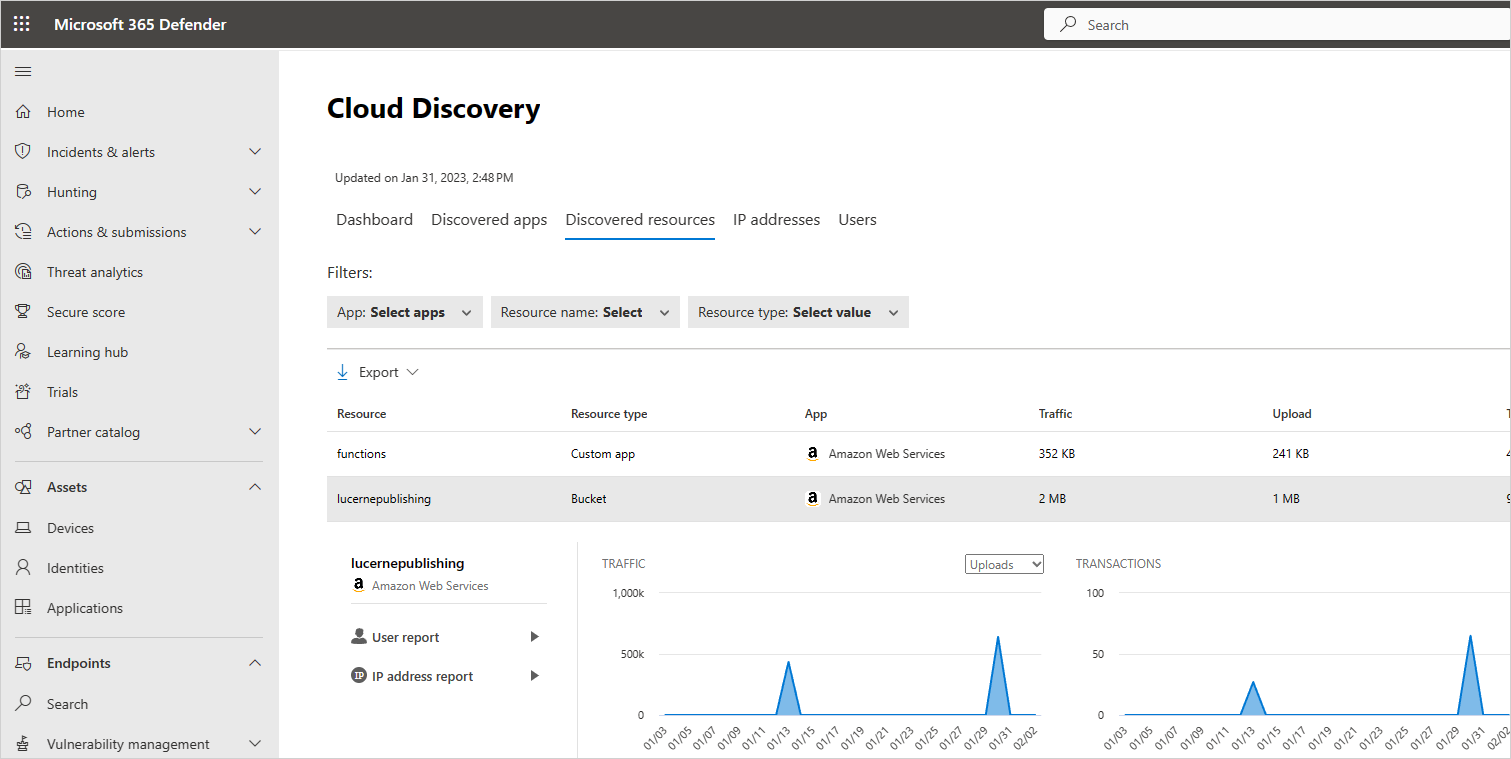 Microsoft 365 Defender
Search
Home
Incidents & alerts
Hunting
Actions & submissions
Threat analytics
Secure score
Learning hub
Trials
Partner catalog
Assets
Devices
Identities
Applications
Endpoints
Search
Vulnerability management
Cloud Discovery
Updated on Jan 31, 2023, 2:48 PM
Dashboard Discovered apps Discovered resources IP addresses Users
Filters:
App: Select apps Resource name: Select Resource type: Select value
Export
Resource Resource type App Traffic Upload
functions Custom app a Amazon Web Services 352 KB 241 KB
lucernepublishing Bucket a Amazon Web Services 2 MB 1 MB
lucernepublishing
a Amazon Web Services
User report
IP IP address report
TRAFFIC Uploads
1,000k
500k
0
01/03 01/05 01/07 01/09 01/11 01/13 01/15 01/17 01/19 01/21 01/23 01/25 01/27 01/29 01/31 02/02
TRANSACTIONS
100
50
0
01/03 01/05 01/07 01/09 01/11 01/13 01/15 01/17 01/19 01/21 01/23 01/25 01/27 01/29 01/31 02/02